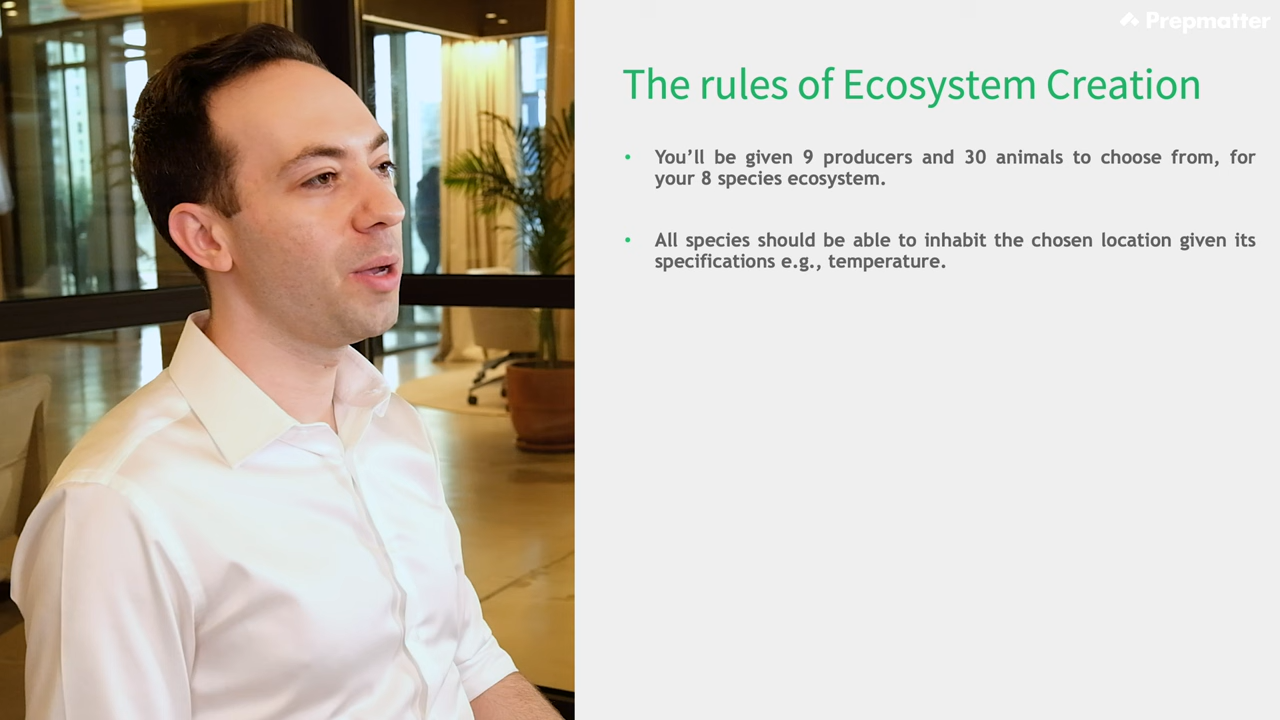 Prepmatter
The rules of Ecosystem Creation
• You’ll be given 9 producers and 30 animals to choose from, for
your 8 species ecosystem.
• All species should be able to inhabit the chosen location given its
specifications e.g., temperature.